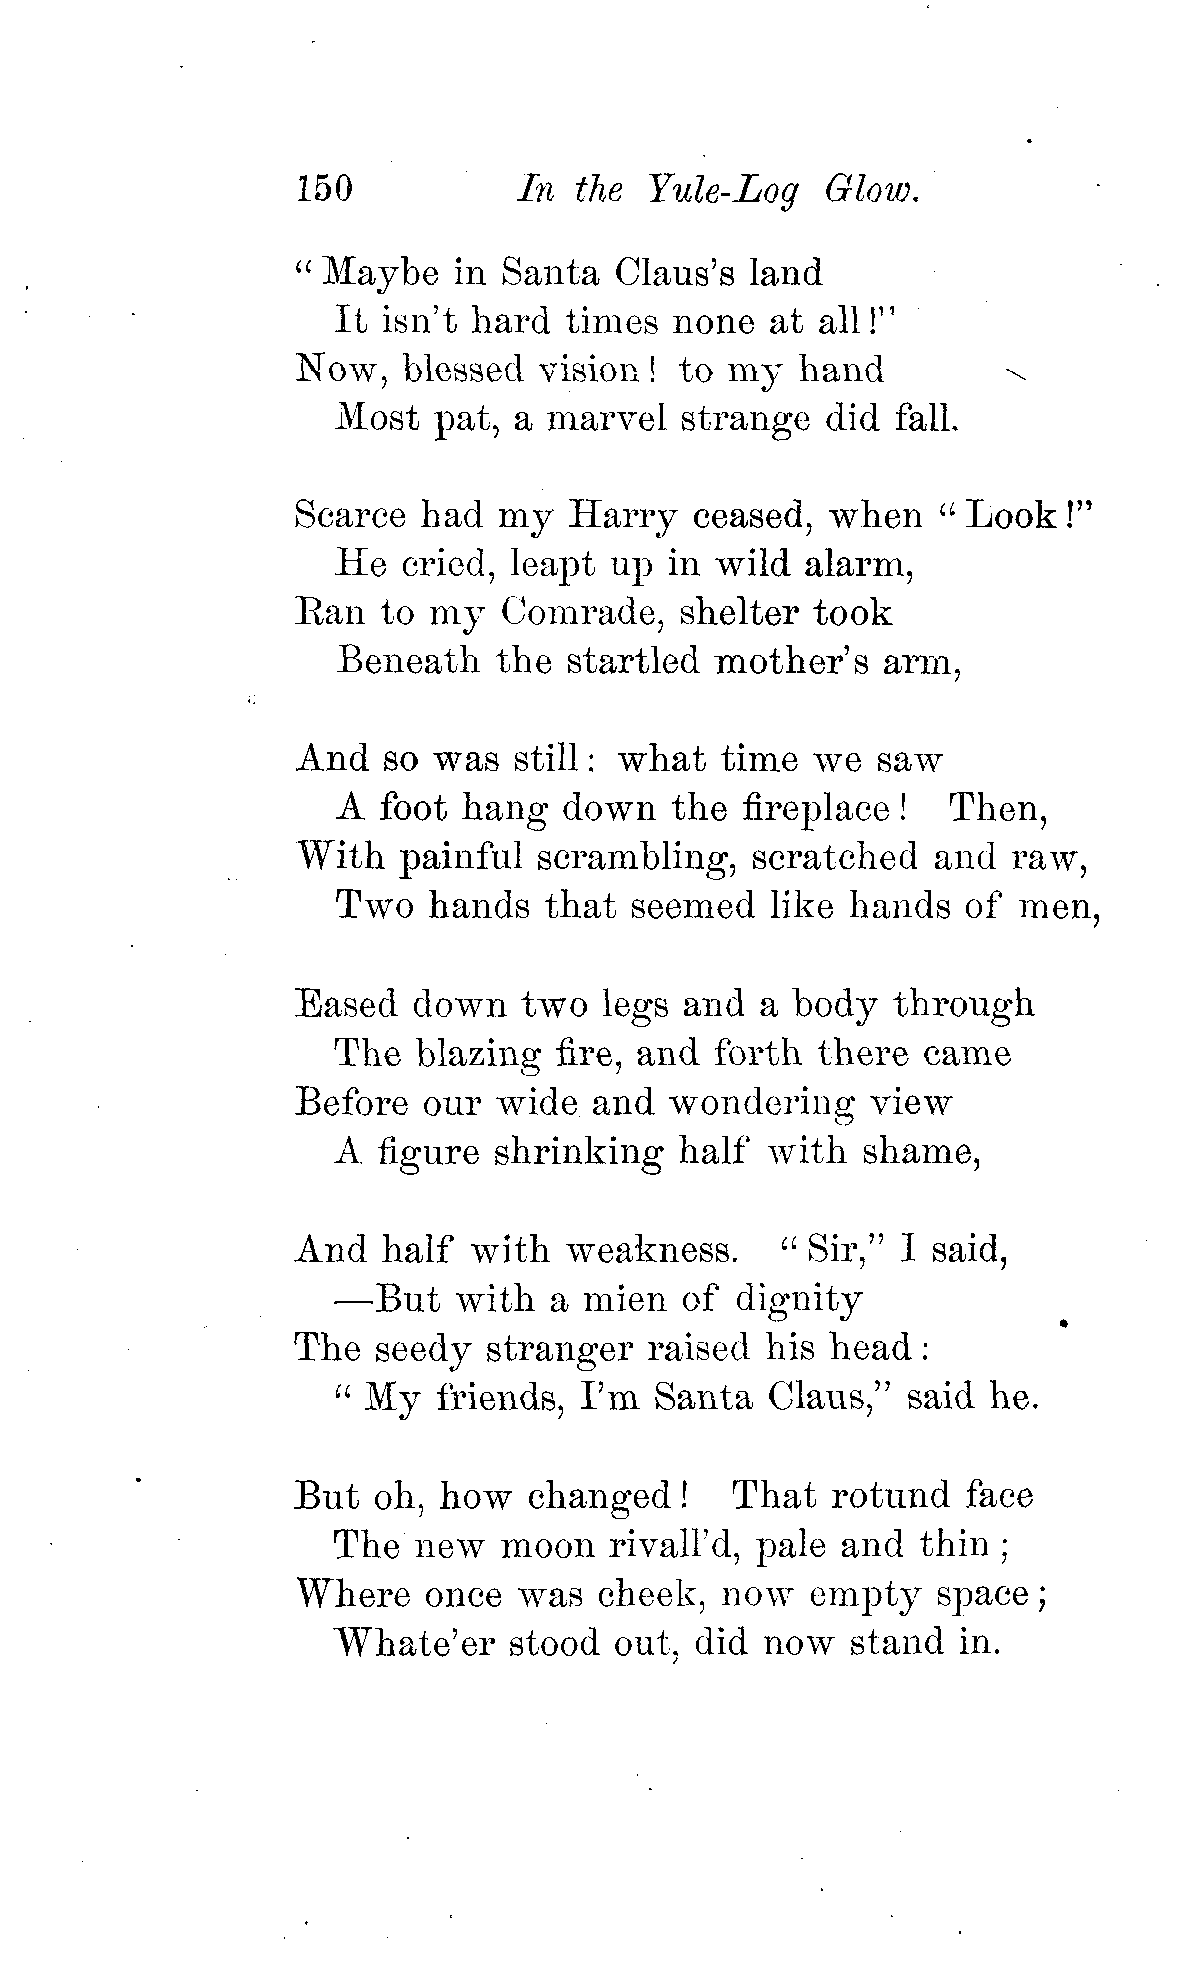 150 In the Yule-Log Glow.
"Maybe in Santa Claus's land
It isn't hard times none at all!"
Now, blessed vision! to my hand
Most pat, a marvel strange did fall.
Scarce had my Harry ceased, when "Look!"
He cried, leapt up in wild alarm,
Ran to my Comrade, shelter took
Beneath the startled mother's arm,
And so was still: what time we saw
A foot hang down the fireplace! Then,
With painful scrambling, scratched and raw,
Two hands that seemed like hands of men,
Eased down two legs and a body through
The blazing fire, and forth there came
Before our wide and wondering view
A figure shrinking half with shame,
And half with weakness. "Sir," I said,
—But with a mien of dignity
The seedy stranger raised his head:
"My friends, I'm Santa Claus," said he.
But oh, how changed! That rotund face
The new moon rivall'd, pale and thin;
Where once was cheek, now empty space;
Whate'er stood out, did now stand in.